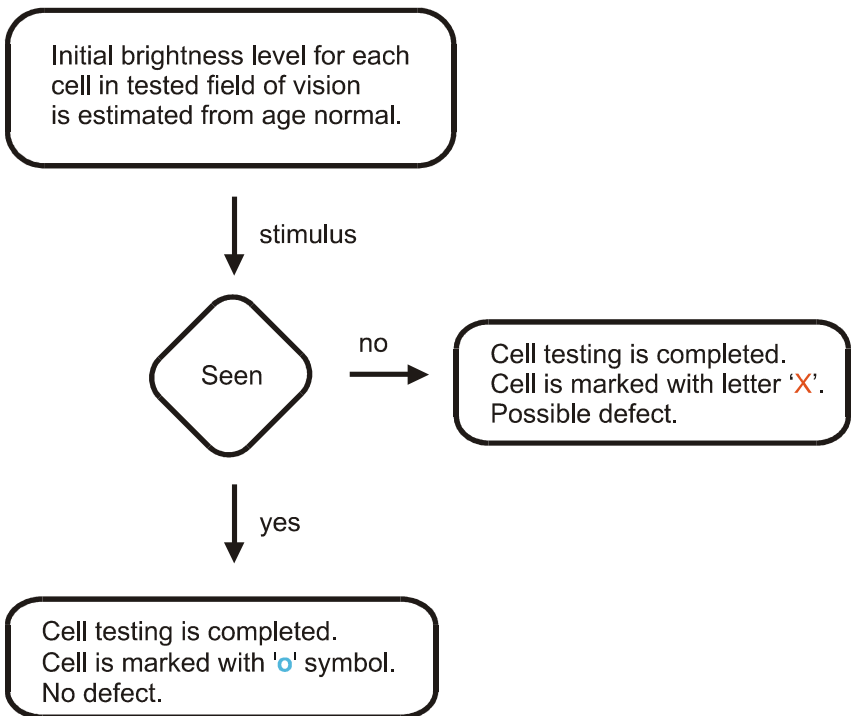 Initial brightness level for each
cell in tested field of vision
is estimated from age normal.
stimulus
Seen
no
Cell testing is completed.
Cell is marked with letter ‘X’.
Possible defect.
yes
Cell testing is completed.
Cell is marked with 'o' symbol.
No defect.